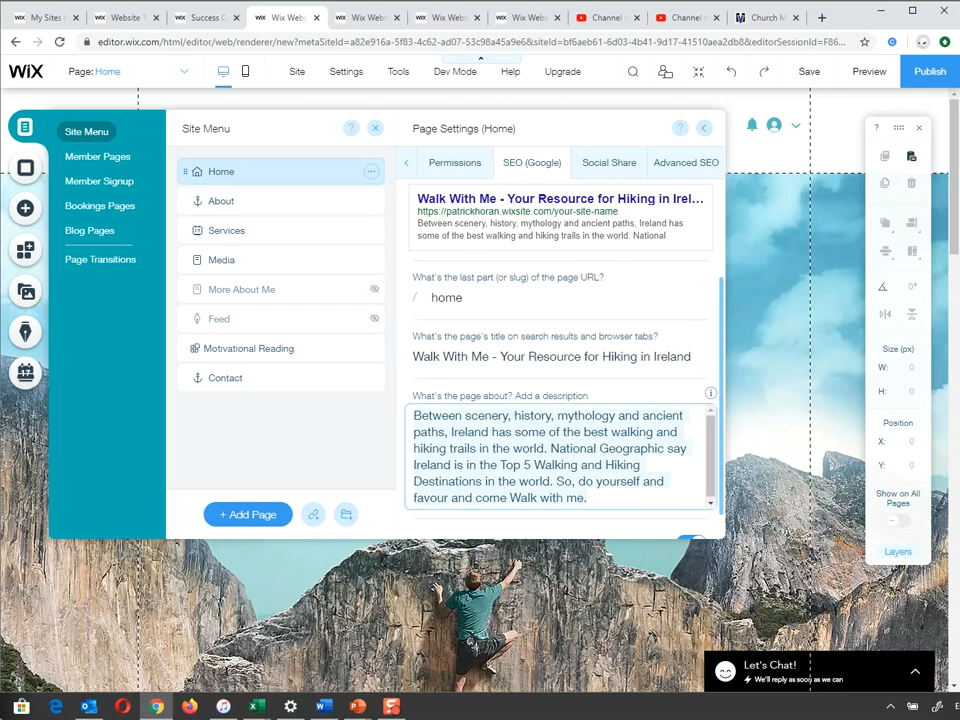 My Sites |
Website T
Success C
Wix Webs
Wix Webs
Wix Webs
Wix Webs
Channel c
Channel c
Church M
editor.wix.com/html/editor/web/renderer/new?metaSiteId=a82e916a-5f83-4c62-ad07-53c98a45a9e6&siteId=bf6aeb61-6d03-4b41-9d17-41510aea2db8&editorSessionId=F86...
WiX
Page: Home
Site
Settings
Tools
Dev Mode
Help
Upgrade
Save
Preview
Publish
Site Menu
Member Pages
Member Signup
Bookings Pages
Blog Pages
Page Transitions
Site Menu
?
Home
About
Services
Media
More About Me
Feed
Motivational Reading
Contact
+ Add Page
Page Settings (Home)
?
Permissions
SEO (Google)
Social Share
Advanced SEO
Walk With Me - Your Resource for Hiking in Irel...
https://patrickhoran.wixsite.com/your-site-name
Between scenery, history, mythology and ancient paths, Ireland has
some of the best walking and hiking trails in the world. National
What's the last part (or slug) of the page URL?
/ home
What's the page's title on search results and browser tabs?
Walk With Me - Your Resource for Hiking in Ireland
What's the page about? Add a description
Between scenery, history, mythology and ancient
paths, Ireland has some of the best walking and
hiking trails in the world. National Geographic say
Ireland is in the Top 5 Walking and Hiking
Destinations in the world. So, do yourself and
favour and come Walk with me.
?
0°
Size (px)
W: 0
H: 0
Position
X: 0
Y: 0
Show on All
Pages
Layers
Let's Chat!
We'll reply as soon as we can